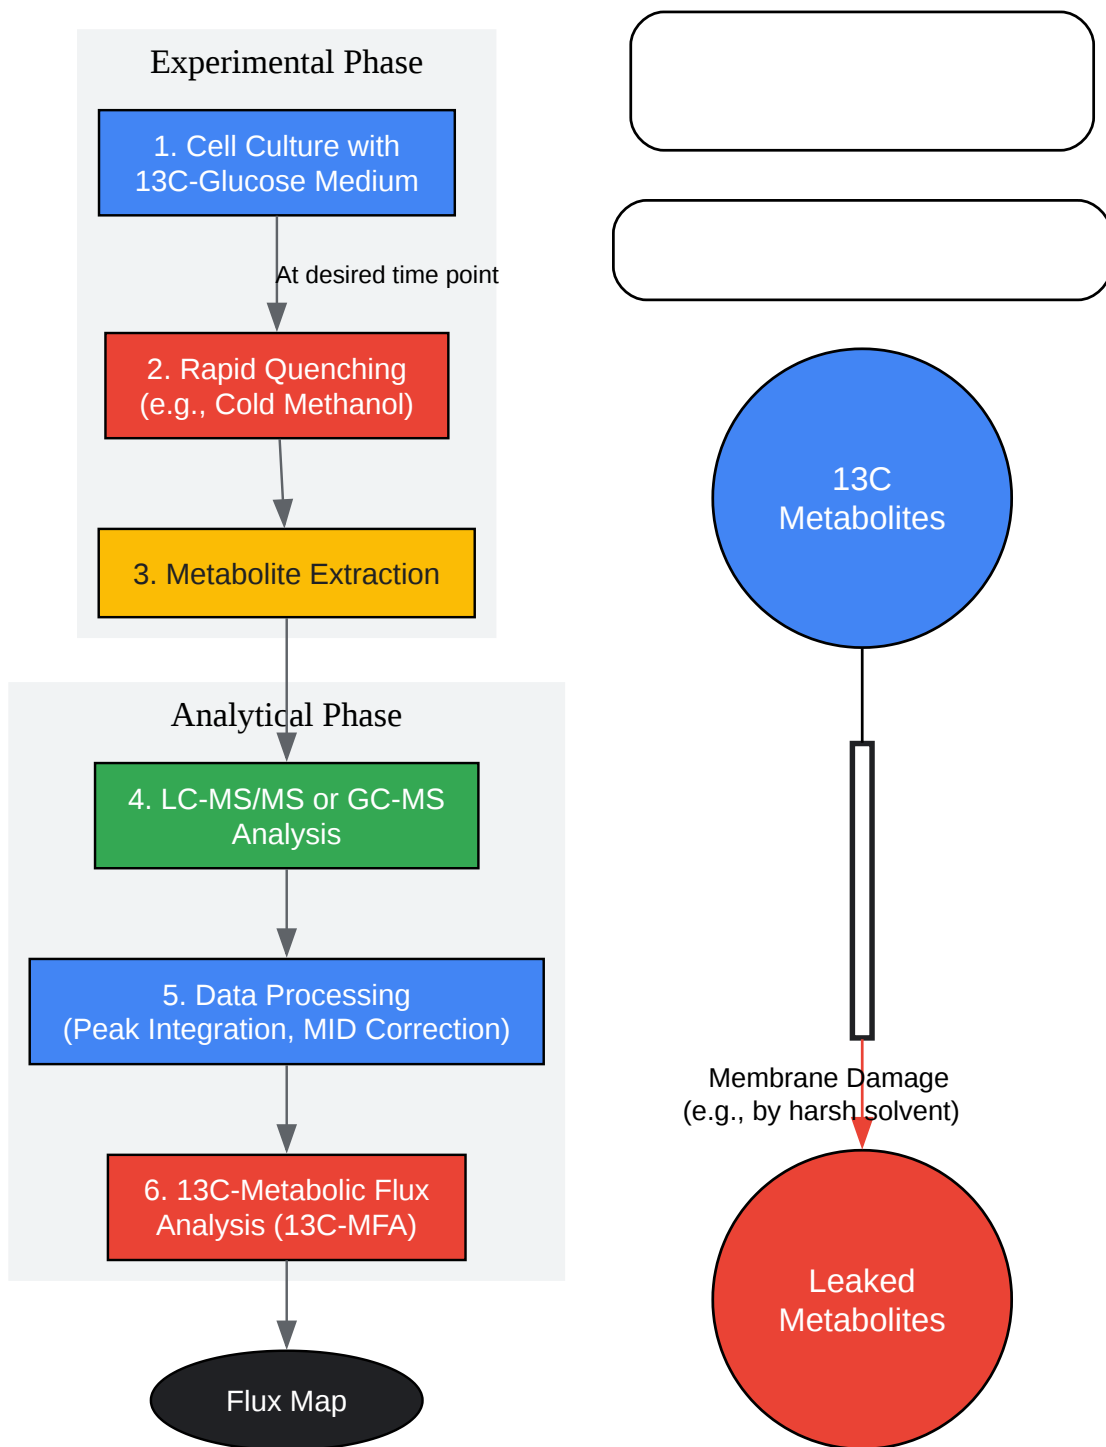 Experimental Phase
1. Cell Culture with
13C-Glucose Medium
At desired time point
2. Rapid Quenching
(e.g., Cold Methanol)
3. Metabolite Extraction
Analytical Phase
4. LC-MS/MS or GC-MS
Analysis
5. Data Processing
(Peak Integration, MID Correction)
6. 13C-Metabolic Flux
Analysis (13C-MFA)
Flux Map
13C
Metabolites
Membrane Damage
(e.g., by harsh solvent)
Leaked
Metabolites